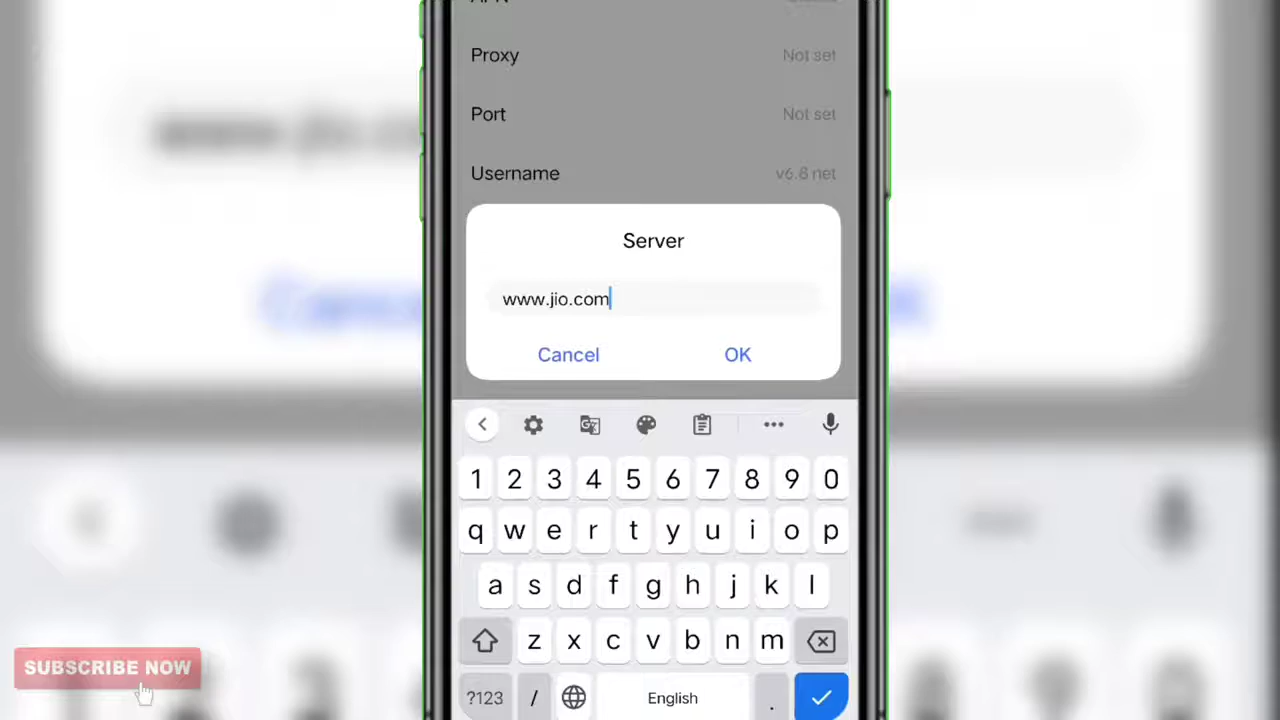 Proxy Not set
Port Not set
Username v6.8 net
Server
www.jio.com
Cancel OK
1 2 3 4 5 6 7 8 9 0
q w e r t y u i o p
a s d f g h j k l
z x c v b n m
?123 / English .
SUBSCRIBE NOW